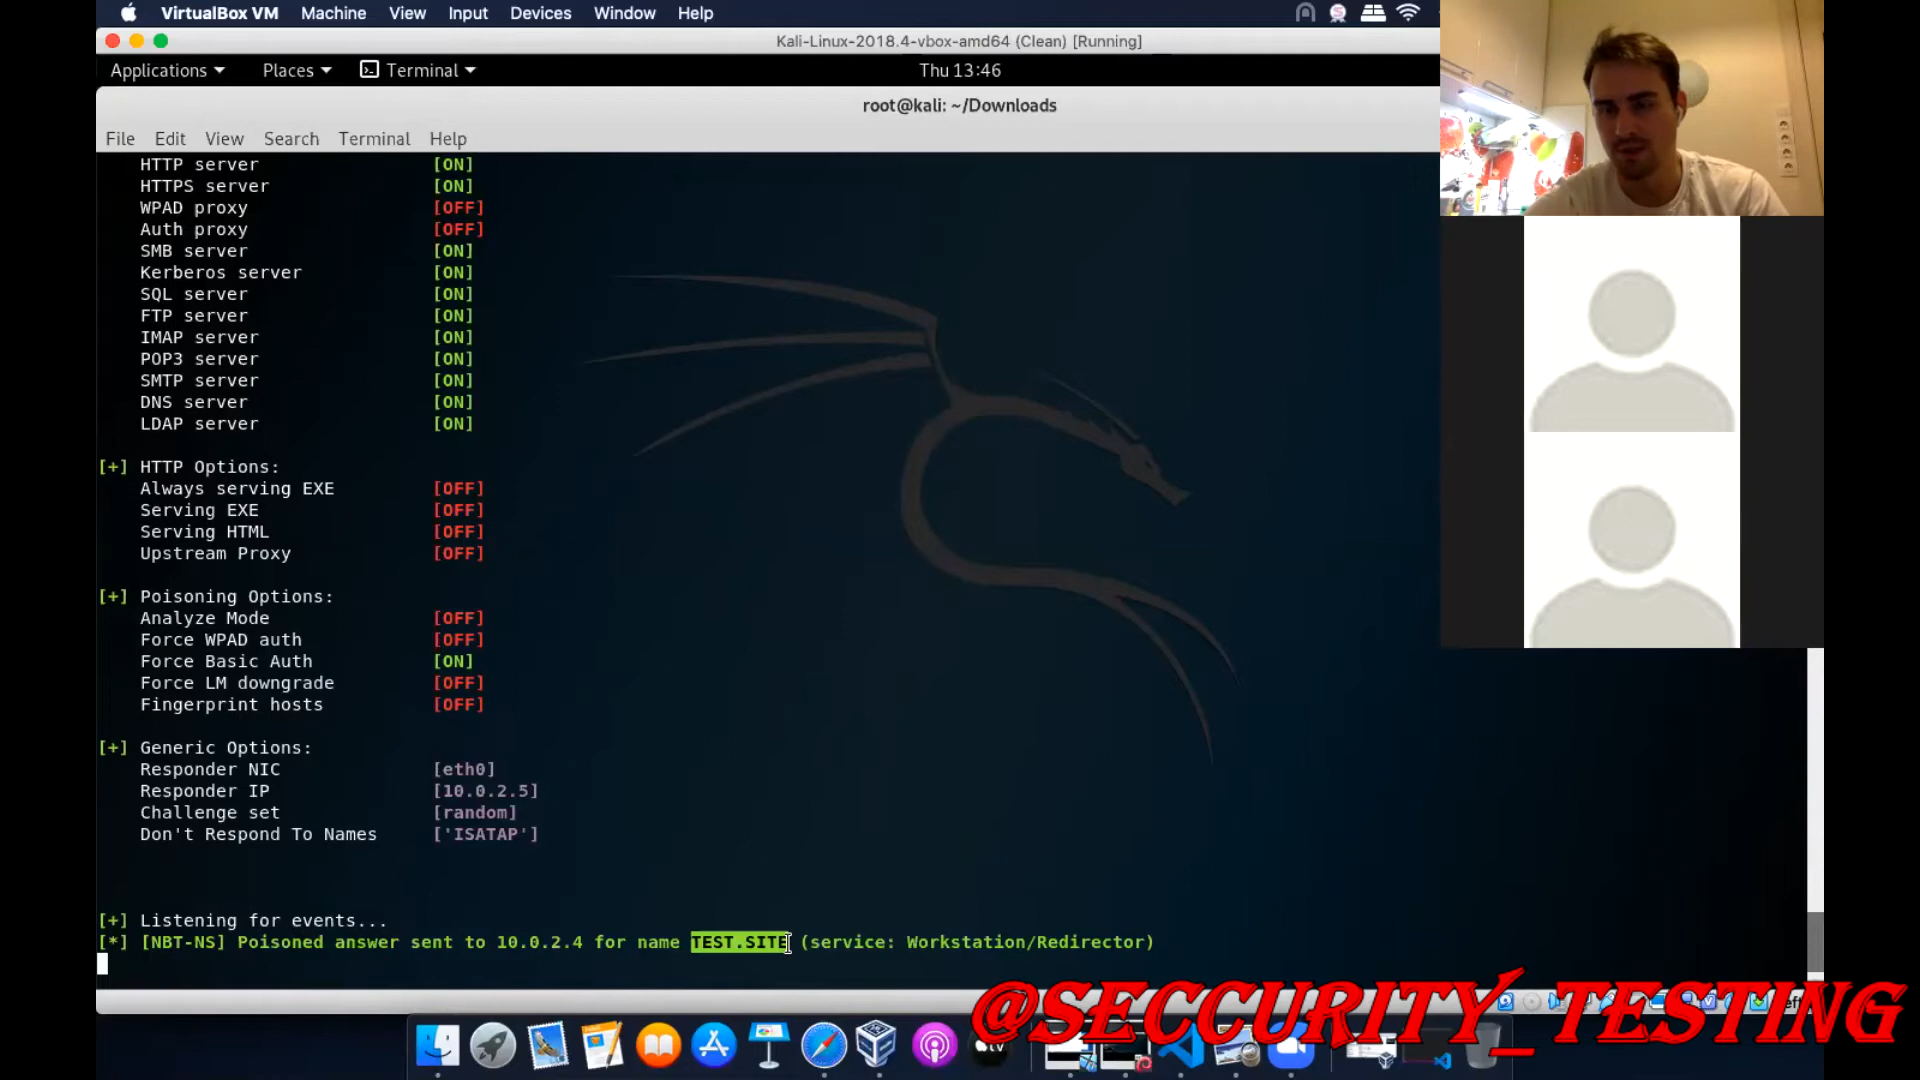 VirtualBox VM Machine View Input Devices Window Help
Kali-Linux-2018.4-vbox-amd64 (Clean) [Running]
Applications Places Terminal Thu 13:46
root@kali: ~/Downloads
File Edit View Search Terminal Help
HTTP server [ON]
HTTPS server [ON]
WPAD proxy [OFF]
Auth proxy [OFF]
SMB server [ON]
Kerberos server [ON]
SQL server [ON]
FTP server [ON]
IMAP server [ON]
POP3 server [ON]
SMTP server [ON]
DNS server [ON]
LDAP server [ON]
[+] HTTP Options:
Always serving EXE [OFF]
Serving EXE [OFF]
Serving HTML [OFF]
Upstream Proxy [OFF]
[+] Poisoning Options:
Analyze Mode [OFF]
Force WPAD auth [OFF]
Force Basic Auth [ON]
Force LM downgrade [OFF]
Fingerprint hosts [OFF]
[+] Generic Options:
Responder NIC [eth0]
Responder IP [10.0.2.5]
Challenge set [random]
Don't Respond To Names ['ISATAP']
[+] Listening for events...
[*] [NBT-NS] Poisoned answer sent to 10.0.2.4 for name TEST.SITE (service: Workstation/Redirector)
@SECCURITY_TESTING